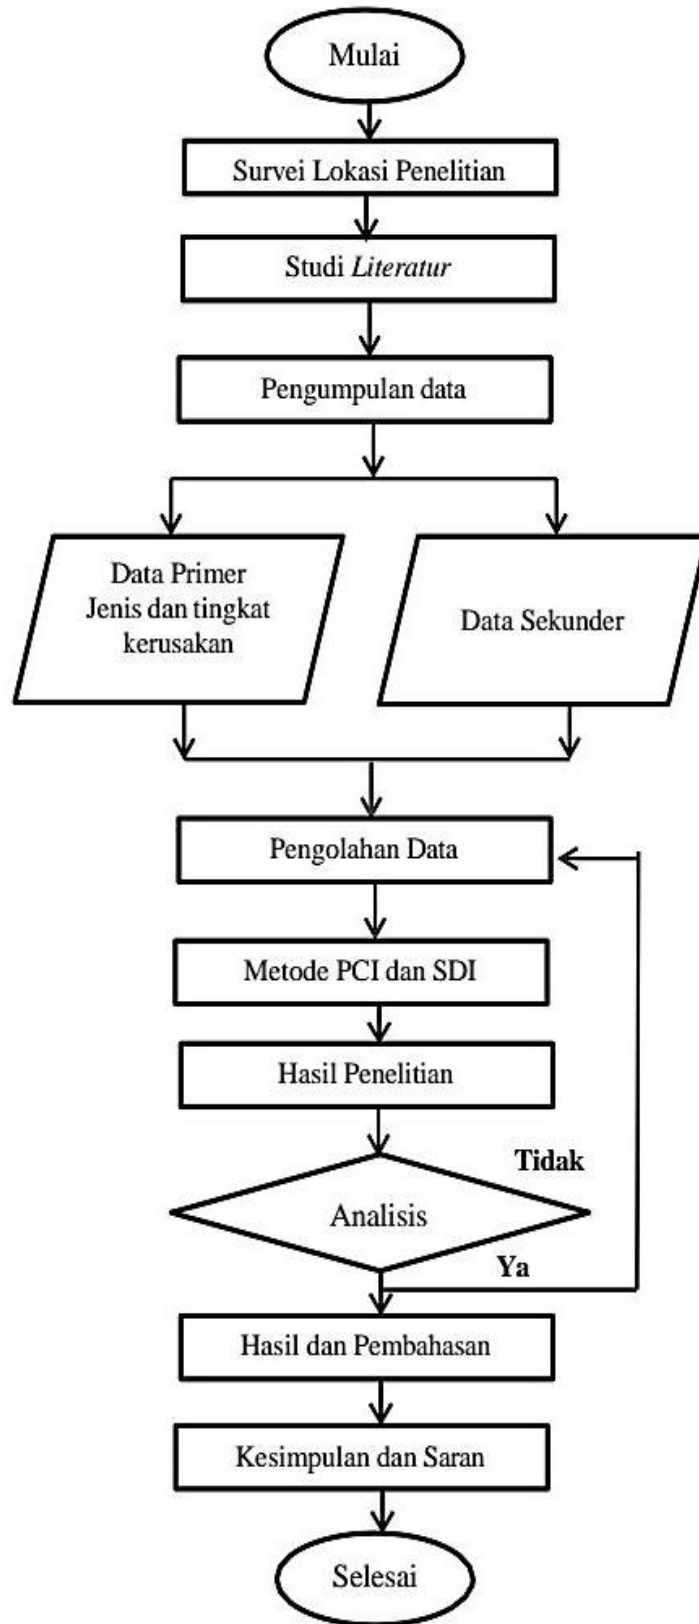 Mulai
Survei Lokasi Penelitian
Studi Literatur
Pengumpulan data
Data Primer
Jenis dan tingkat
kerusakan
Data Sekunder
Pengolahan Data
Metode PCI dan SDI
Hasil Penelitian
Tidak
Analisis
Ya
Hasil dan Pembahasan
Kesimpulan dan Saran
Selesai